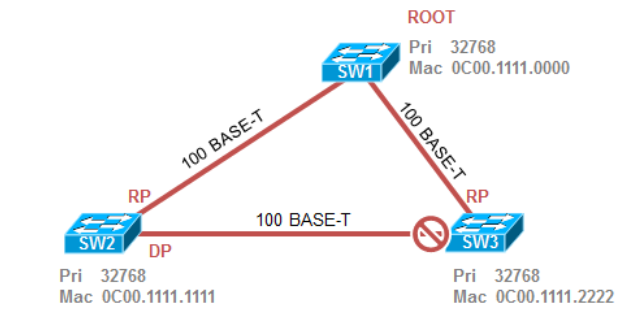 ROOT
Pri 32768
Mac 0C00.1111.0000
SW1
100 BASE-T
100 BASE-T
RP
RP
100 BASE-T
SW2
SW3
DP
Pri 32768
Mac 0C00.1111.1111
Pri 32768
Mac 0C00.1111.2222